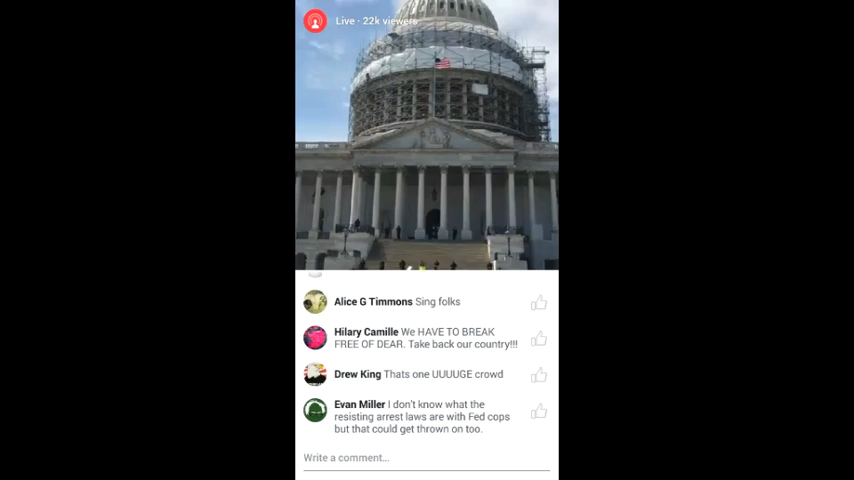 Live · 22k viewers
Alice G Timmons Sing folks
Hilary Camille We HAVE TO BREAK
FREE OF DEAR. Take back our country!!!
Drew King Thats one UUUUGE crowd
Evan Miller I don't know what the
resisting arrest laws are with Fed cops
but that could get thrown on too.
Write a comment...